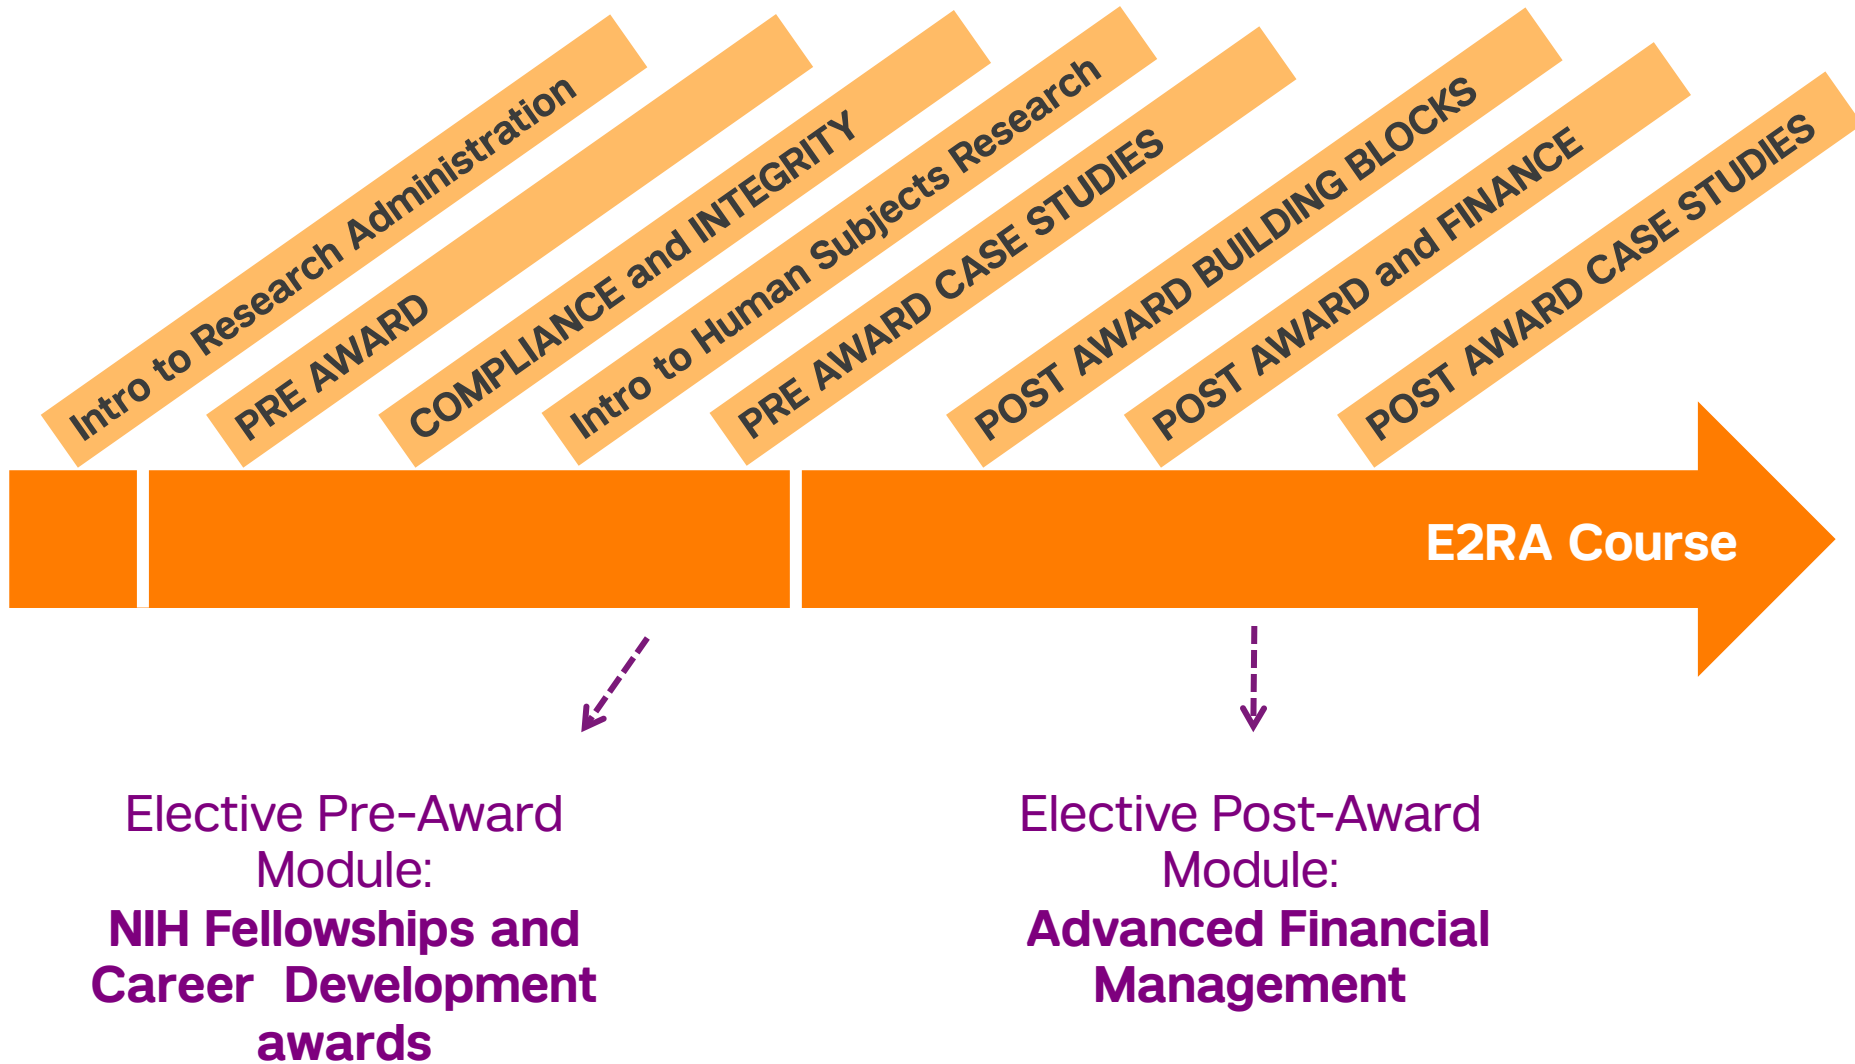 Intro to Research Administration
PRE AWARD
COMPLIANCE and INTEGRITY
Intro to Human Subjects Research
PRE AWARD CASE STUDIES
POST AWARD BUILDING BLOCKS
POST AWARD and FINANCE
POST AWARD CASE STUDIES
E2RA Course
Elective Pre-Award
Module:
NIH Fellowships and
Career Development
awards
Elective Post-Award
Module:
Advanced Financial
Management